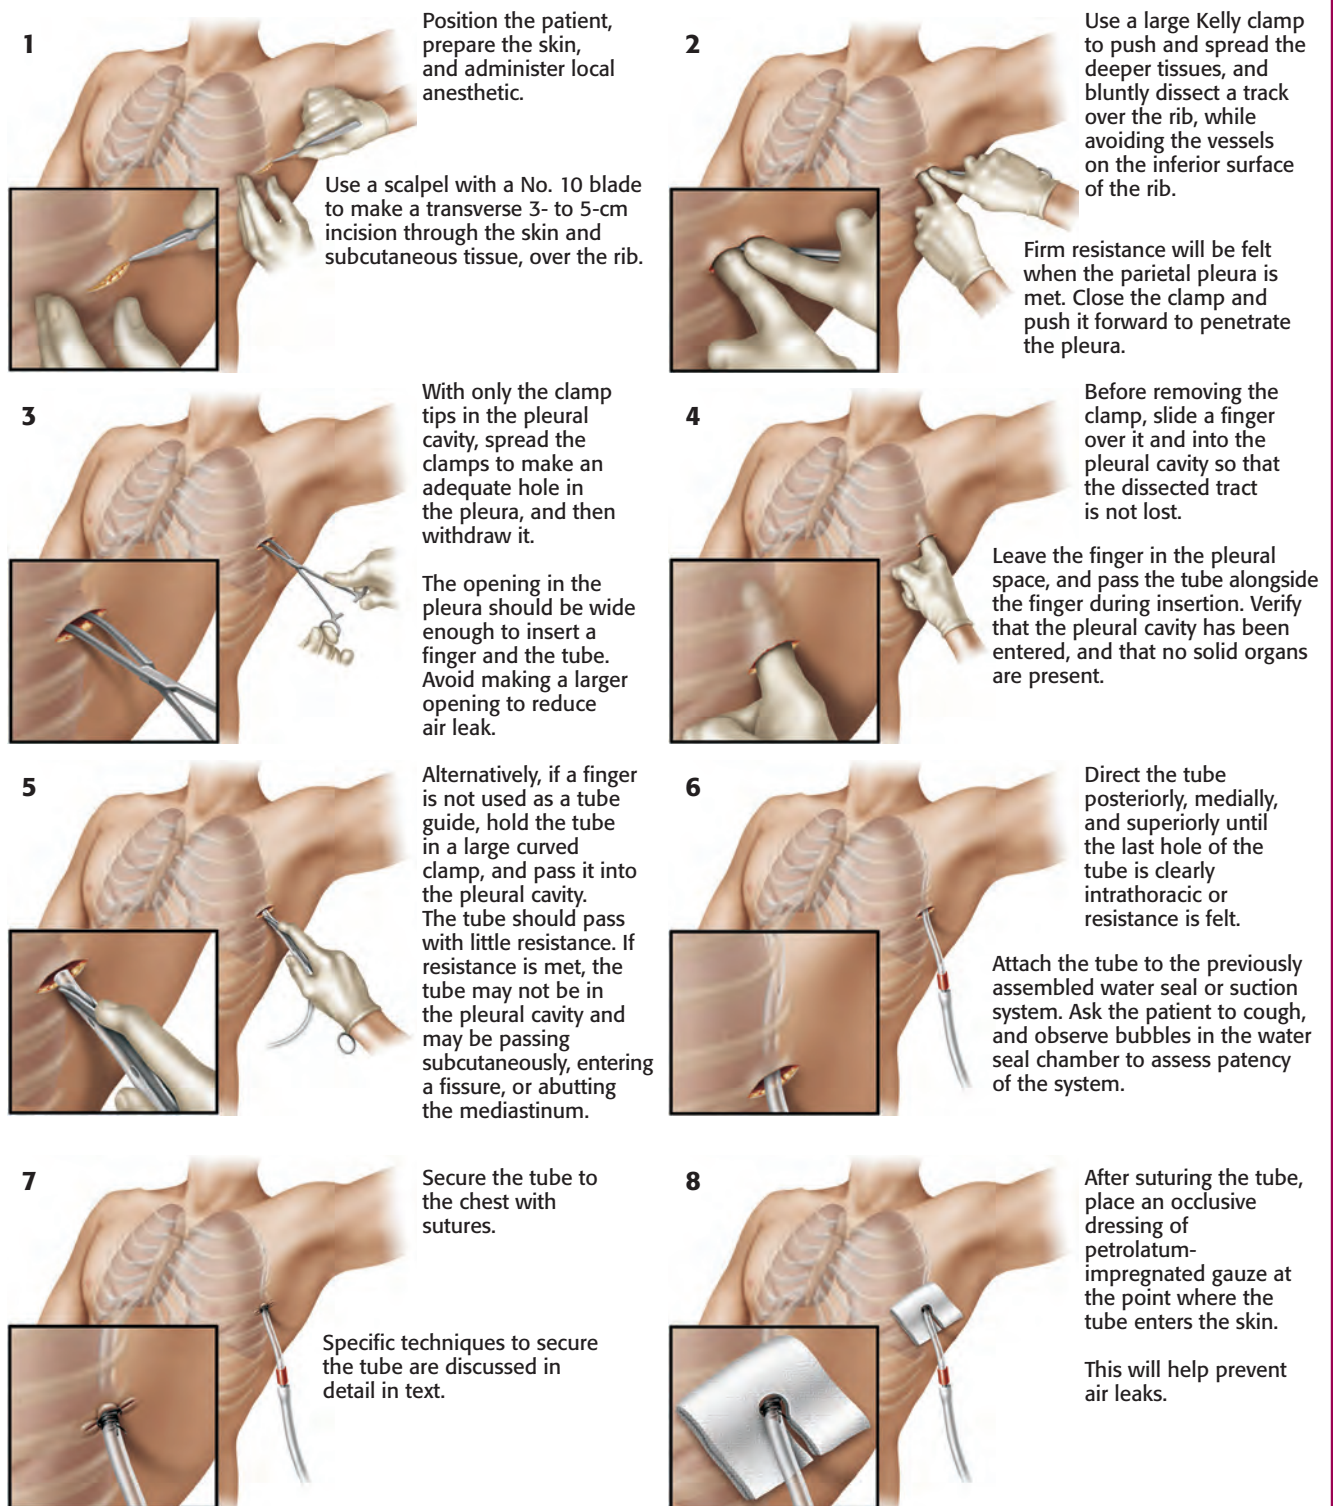 1
Position the patient,
prepare the skin,
and administer local
anesthetic.
Use a scalpel with a No. 10 blade
to make a transverse 3- to 5-cm
incision through the skin and
subcutaneous tissue, over the rib.
2
Use a large Kelly clamp
to push and spread the
deeper tissues, and
bluntly dissect a track
over the rib, while
avoiding the vessels
on the inferior surface
of the rib.
Firm resistance will be felt
when the parietal pleura is
met. Close the clamp and
push it forward to penetrate
the pleura.
3
With only the clamp
tips in the pleural
cavity, spread the
clamps to make an
adequate hole in
the pleura, and then
withdraw it.
The opening in the
pleura should be wide
enough to insert a
finger and the tube.
Avoid making a larger
opening to reduce
air leak.
4
Before removing the
clamp, slide a finger
over it and into the
pleural cavity so that
the dissected tract
is not lost.
Leave the finger in the pleural
space, and pass the tube alongside
the finger during insertion. Verify
that the pleural cavity has been
entered, and that no solid organs
are present.
5
Alternatively, if a finger
is not used as a tube
guide, hold the tube
in a large curved
clamp, and pass it into
the pleural cavity.
The tube should pass
with little resistance. If
resistance is met, the
tube may not be in
the pleural cavity and
may be passing
subcutaneously, entering
a fissure, or abutting
the mediastinum.
6
Direct the tube
posteriorly, medially,
and superiorly until
the last hole of the
tube is clearly
intrathoracic or
resistance is felt.
Attach the tube to the previously
assembled water seal or suction
system. Ask the patient to cough,
and observe bubbles in the water
seal chamber to assess patency
of the system.
7
Secure the tube to
the chest with
sutures.
Specific techniques to secure
the tube are discussed in
detail in text.
8
After suturing the tube,
place an occlusive
dressing of
petrolatum-
impregnated gauze at
the point where the
tube enters the skin.
This will help prevent
air leaks.